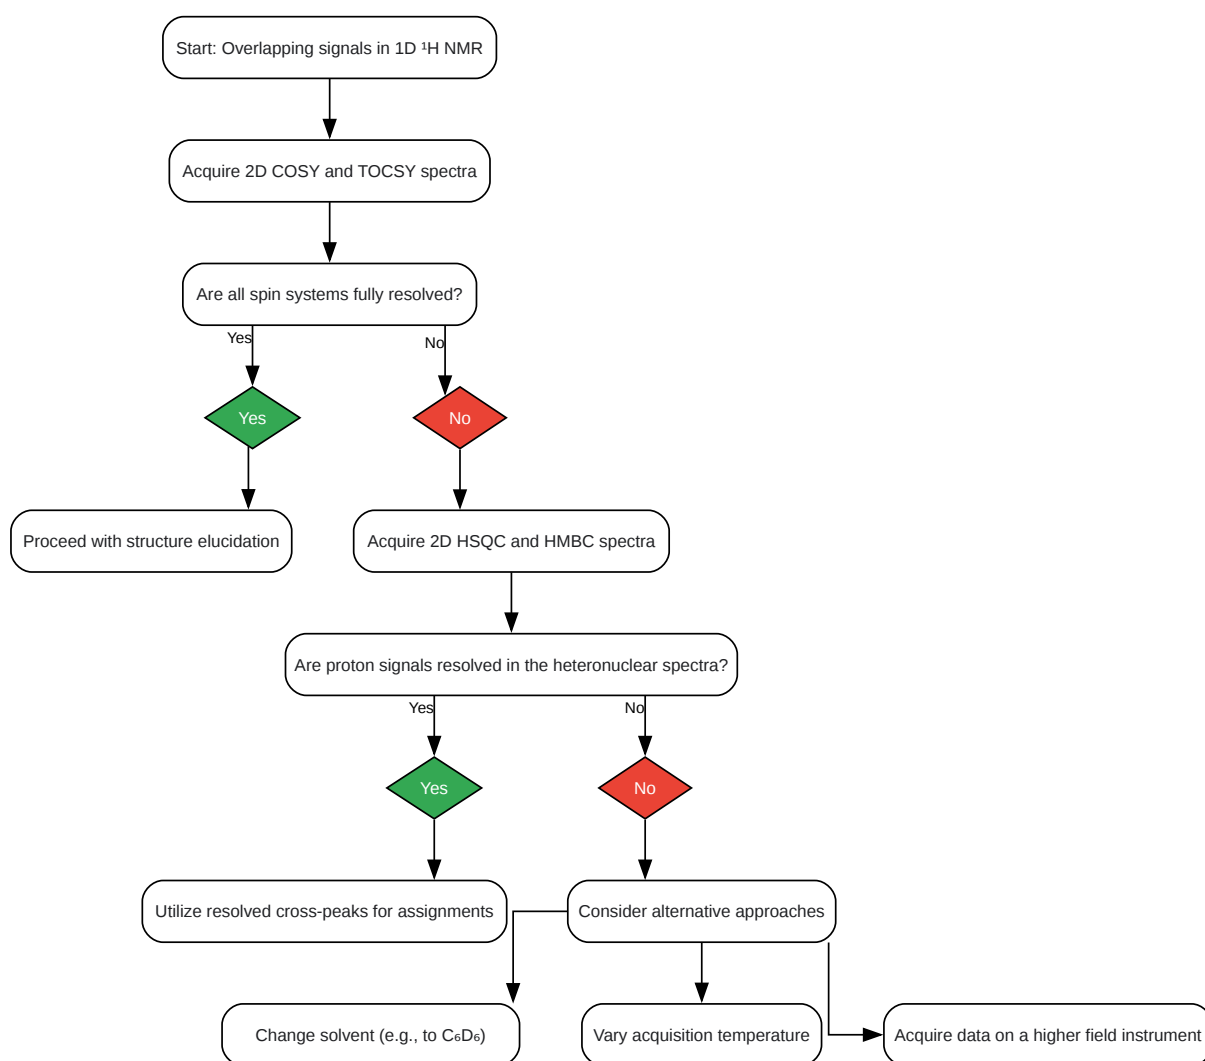 Start: Overlapping signals in 1D ¹H NMR
Acquire 2D COSY and TOCSY spectra
Are all spin systems fully resolved?
Yes
No
Yes
No
Proceed with structure elucidation
Acquire 2D HSQC and HMBC spectra
Are proton signals resolved in the heteronuclear spectra?
Yes
No
Yes
No
Utilize resolved cross-peaks for assignments
Consider alternative approaches
Change solvent (e.g., to C₆D₆)
Vary acquisition temperature
Acquire data on a higher field instrument